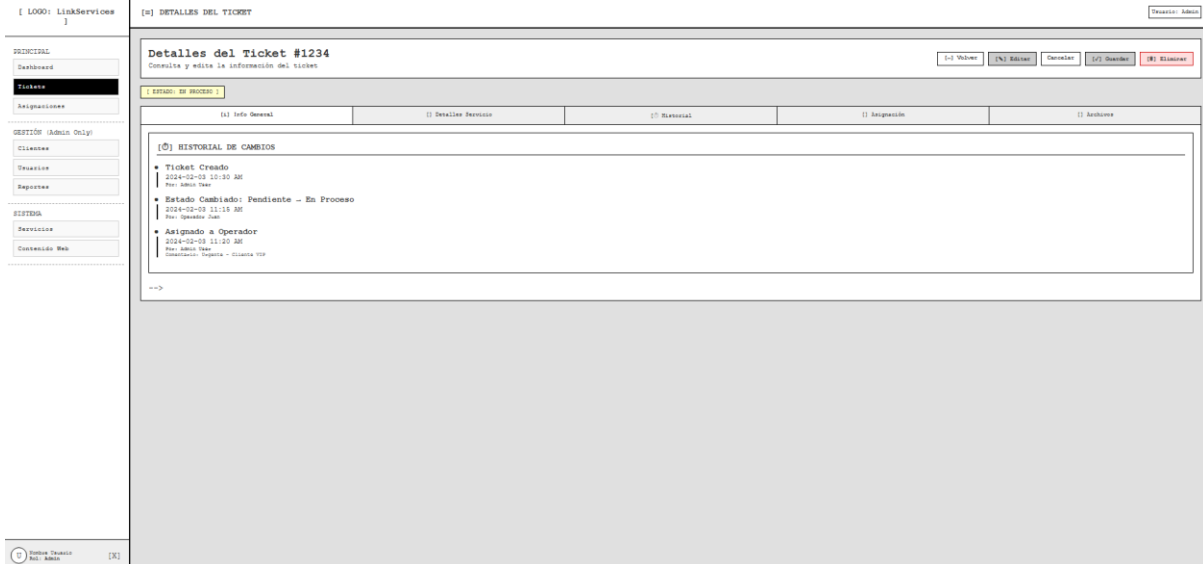 [ LOGO: LinkServices
]
PRINCIPAL
Dashboard
Tickets
Asignaciones
GESTIÓN (Admin Only)
Clientes
Usuarios
Reportes
SISTEMA
Servicios
Contenido Web
Nombre Usuario
Rol: Admin
[X]
[≡] DETALLES DEL TICKET
Usuario: Admin
Detalles del Ticket #1234
Consulta y edita la información del ticket
[←] Volver
[✎] Editar
Cancelar
[✓] Guardar
[🗑] Eliminar
[ ESTADO: EN PROCESO ]
[i] Info General
[] Detalles Servicio
[⏱] Historial
[] Asignación
[] Archivos
[⏱] HISTORIAL DE CAMBIOS
Ticket Creado
2024-02-03 10:30 AM
Por: Admin User
Estado Cambiado: Pendiente → En Proceso
2024-02-03 11:15 AM
Por: Operador Juan
Asignado a Operador
2024-02-03 11:20 AM
Por: Admin User
Comentario: Urgente - Cliente VIP
-->